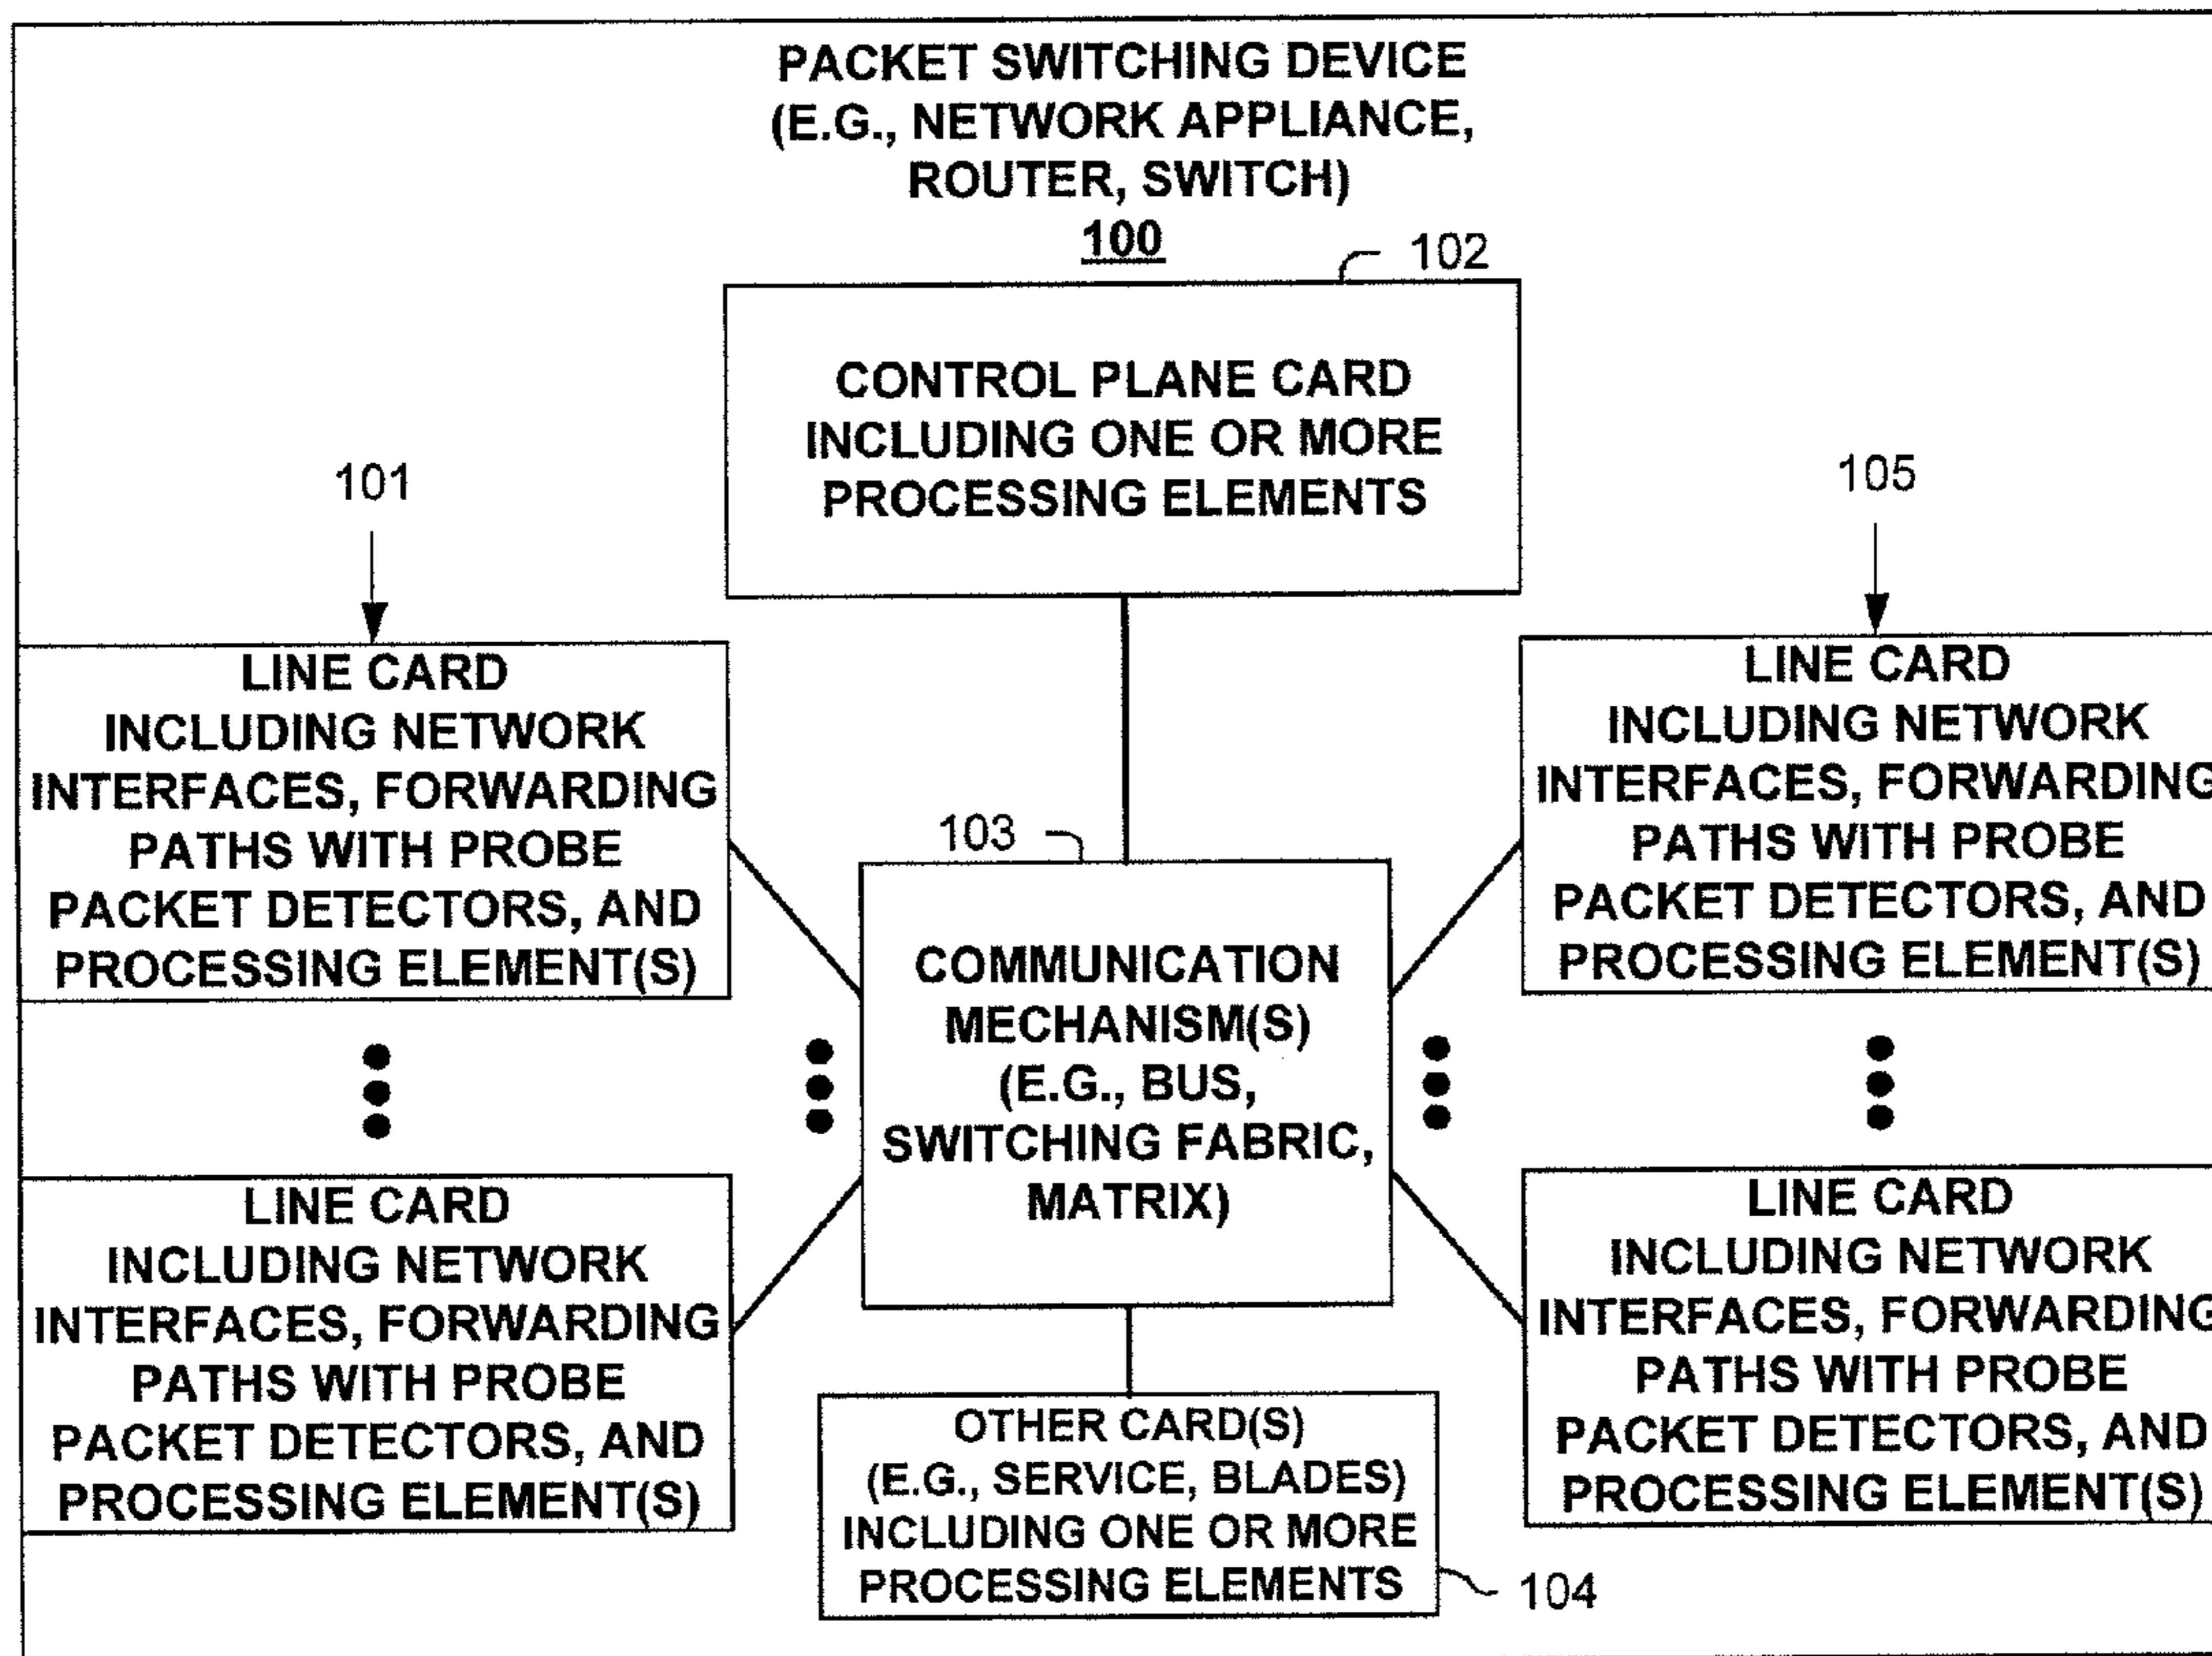 PACKET SWITCHING DEVICE
(E.G., NETWORK APPLIANCE,
ROUTER, SWITCH)
100
102
CONTROL PLANE CARD
INCLUDING ONE OR MORE
PROCESSING ELEMENTS
101
105
LINE CARD
INCLUDING NETWORK
INTERFACES, FORWARDING
PATHS WITH PROBE
PACKET DETECTORS, AND
PROCESSING ELEMENT(S)
103
COMMUNICATION
MECHANISM(S)
(E.G., BUS,
SWITCHING FABRIC,
MATRIX)
LINE CARD
INCLUDING NETWORK
INTERFACES, FORWARDING
PATHS WITH PROBE
PACKET DETECTORS, AND
PROCESSING ELEMENT(S)
LINE CARD
INCLUDING NETWORK
INTERFACES, FORWARDING
PATHS WITH PROBE
PACKET DETECTORS, AND
PROCESSING ELEMENT(S)
OTHER CARD(S)
(E.G., SERVICE, BLADES)
INCLUDING ONE OR MORE
PROCESSING ELEMENTS
104
LINE CARD
INCLUDING NETWORK
INTERFACES, FORWARDING
PATHS WITH PROBE
PACKET DETECTORS, AND
PROCESSING ELEMENT(S)